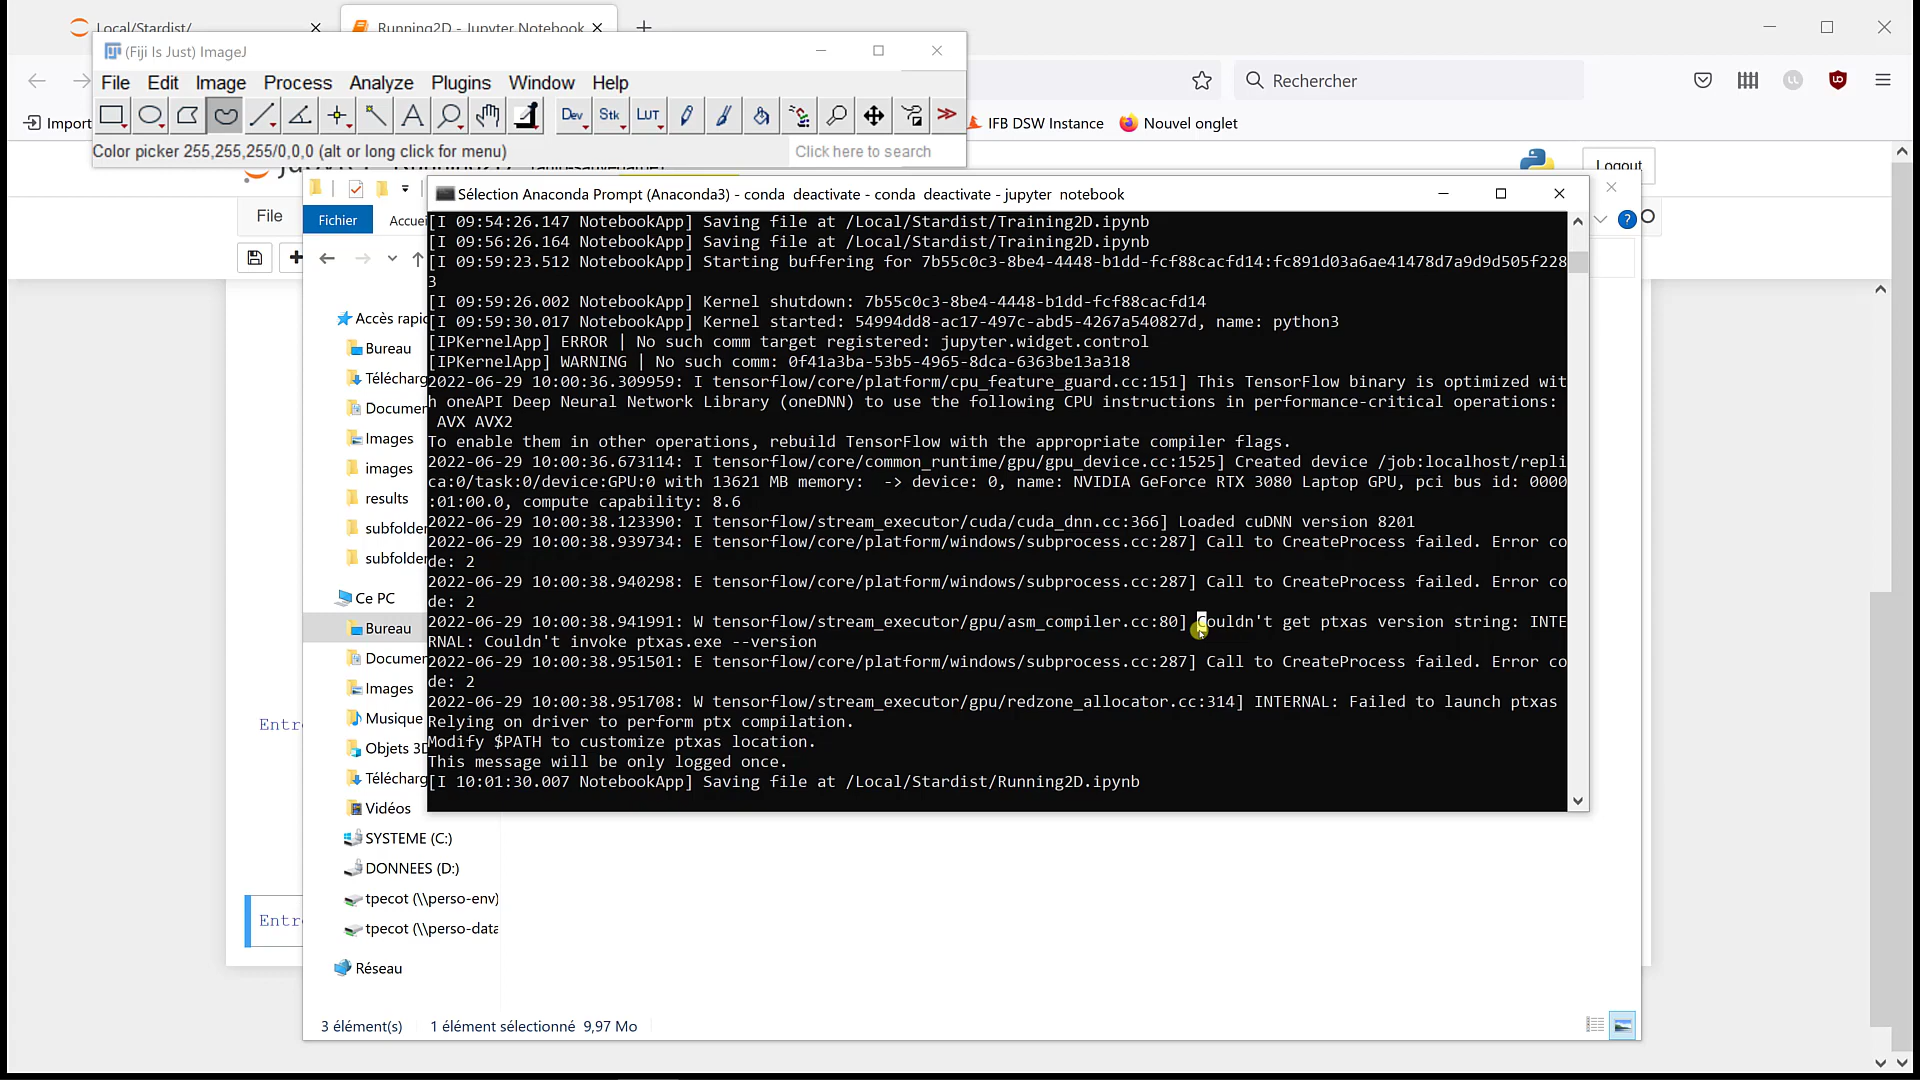 Local/Stardist/
Running2D - Jupyter Notebook
(Fiji Is Just) ImageJ
File Edit Image Process Analyze Plugins Window Help
Rechercher
Dev Stk LUT
Import
IFB DSW Instance
Nouvel onglet
Color picker 255,255,255/0,0,0 (alt or long click for menu)
Click here to search
Logout
File
Fichier
Sélection Anaconda Prompt (Anaconda3) - conda deactivate - conda deactivate - jupyter notebook
[I 09:54:26.147 NotebookApp] Saving file at /Local/Stardist/Training2D.ipynb
[I 09:56:26.164 NotebookApp] Saving file at /Local/Stardist/Training2D.ipynb
[I 09:59:23.512 NotebookApp] Starting buffering for 7b55c0c3-8be4-4448-b1dd-fcf88cacfd14:fc891d03a6ae41478d7a9d9d505f228
3
[I 09:59:26.002 NotebookApp] Kernel shutdown: 7b55c0c3-8be4-4448-b1dd-fcf88cacfd14
[I 09:59:30.017 NotebookApp] Kernel started: 54994dd8-ac17-497c-abd5-4267a540827d, name: python3
[IPKernelApp] ERROR | No such comm target registered: jupyter.widget.control
[IPKernelApp] WARNING | No such comm: 0f41a3ba-53b5-4965-8dca-6363be13a318
2022-06-29 10:00:36.309959: I tensorflow/core/platform/cpu_feature_guard.cc:151] This TensorFlow binary is optimized wit
h oneAPI Deep Neural Network Library (oneDNN) to use the following CPU instructions in performance-critical operations:
AVX AVX2
To enable them in other operations, rebuild TensorFlow with the appropriate compiler flags.
2022-06-29 10:00:36.673114: I tensorflow/core/common_runtime/gpu/gpu_device.cc:1525] Created device /job:localhost/repli
ca:0/task:0/device:GPU:0 with 13621 MB memory: -> device: 0, name: NVIDIA GeForce RTX 3080 Laptop GPU, pci bus id: 0000
:01:00.0, compute capability: 8.6
2022-06-29 10:00:38.123390: I tensorflow/stream_executor/cuda/cuda_dnn.cc:366] Loaded cuDNN version 8201
2022-06-29 10:00:38.939734: E tensorflow/core/platform/windows/subprocess.cc:287] Call to CreateProcess failed. Error co
de: 2
2022-06-29 10:00:38.940298: E tensorflow/core/platform/windows/subprocess.cc:287] Call to CreateProcess failed. Error co
de: 2
2022-06-29 10:00:38.941991: W tensorflow/stream_executor/gpu/asm_compiler.cc:80] Couldn't get ptxas version string: INTE
RNAL: Couldn't invoke ptxas.exe --version
2022-06-29 10:00:38.951501: E tensorflow/core/platform/windows/subprocess.cc:287] Call to CreateProcess failed. Error co
de: 2
2022-06-29 10:00:38.951708: W tensorflow/stream_executor/gpu/redzone_allocator.cc:314] INTERNAL: Failed to launch ptxas
Relying on driver to perform ptx compilation.
Modify $PATH to customize ptxas location.
This message will be only logged once.
[I 10:01:30.007 NotebookApp] Saving file at /Local/Stardist/Running2D.ipynb
Accueil
Accès rapi
Bureau
Télécharg
Documen
Images
images
results
subfolder
subfolder
Ce PC
Bureau
Documen
Images
Musique
Objets 3D
Télécharg
Vidéos
SYSTEME (C:)
DONNEES (D:)
tpecot (\\perso-env)
tpecot (\\perso-data
Réseau
Entr
Entr
3 élément(s) 1 élément sélectionné 9,97 Mo